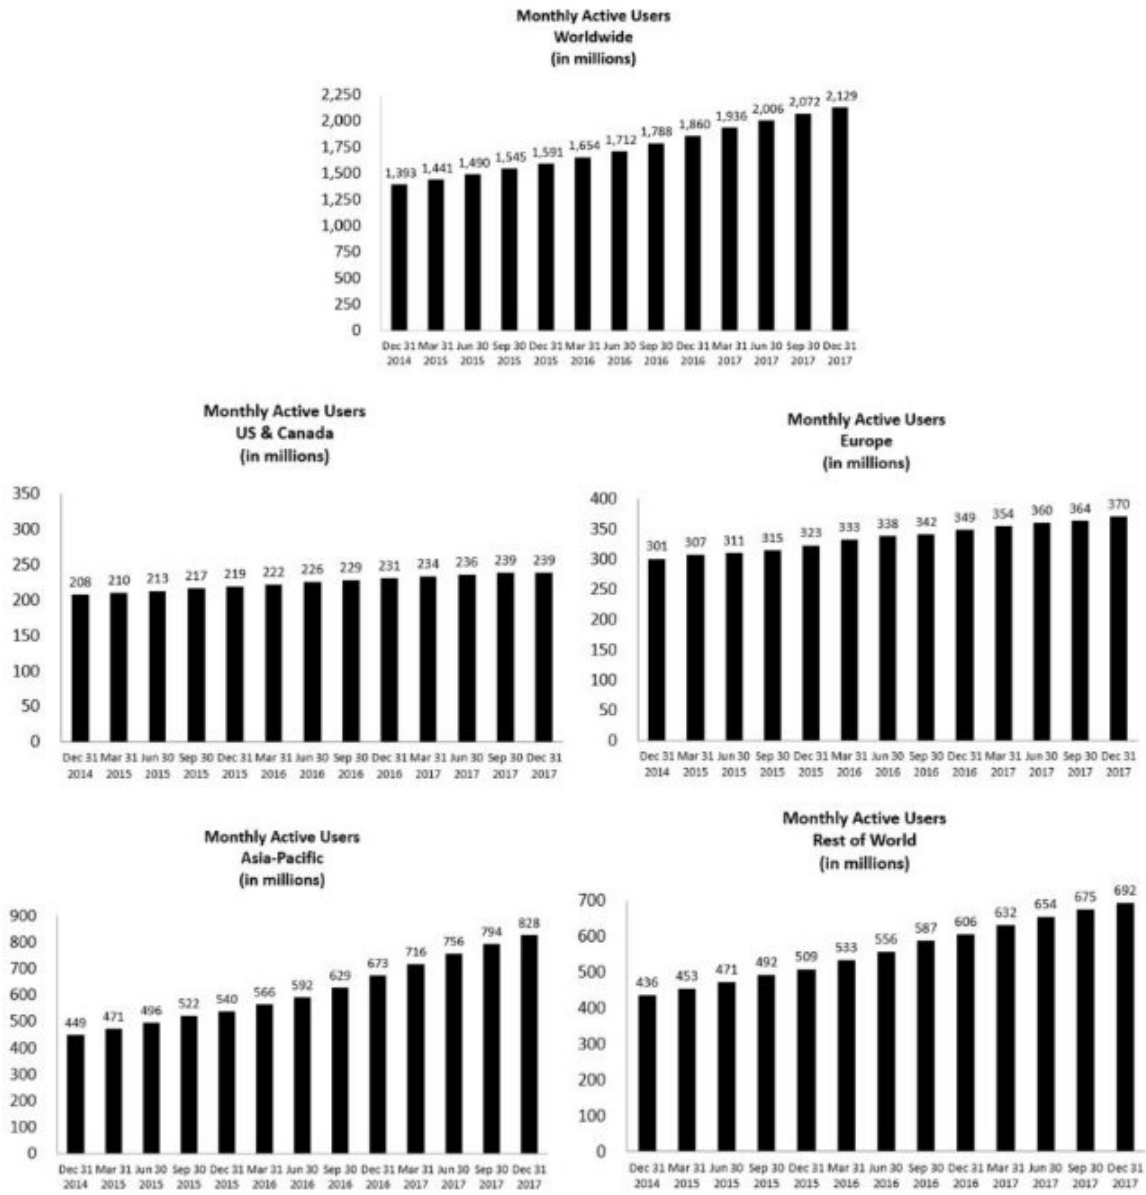 Monthly Active Users
Worldwide
(in millions)
2,250
2,000
1,750
1,500
1,250
1,000
750
500
250
0
1,393 1,441 1,490 1,545 1,591 1,654 1,712 1,788 1,860 1,936 2,006 2,072 2,129
Dec 31 Mar 31 Jun 30 Sep 30 Dec 31 Mar 31 Jun 30 Sep 30 Dec 31 Mar 31 Jun 30 Sep 30 Dec 31
2014 2015 2015 2015 2015 2016 2016 2016 2016 2017 2017 2017 2017
Monthly Active Users
US & Canada
(in millions)
350
300
250
200
150
100
50
0
208 210 213 217 219 222 226 229 231 234 236 239 239
Dec 31 Mar 31 Jun 30 Sep 30 Dec 31 Mar 31 Jun 30 Sep 30 Dec 31 Mar 31 Jun 30 Sep 30 Dec 31
2014 2015 2015 2015 2015 2016 2016 2016 2016 2017 2017 2017 2017
Monthly Active Users
Europe
(in millions)
400
350
300
250
200
150
100
50
0
301 307 311 315 323 333 338 342 349 354 360 364 370
Dec 31 Mar 31 Jun 30 Sep 30 Dec 31 Mar 31 Jun 30 Sep 30 Dec 31 Mar 31 Jun 30 Sep 30 Dec 31
2014 2015 2015 2015 2015 2016 2016 2016 2016 2017 2017 2017 2017
Monthly Active Users
Asia-Pacific
(in millions)
900
800
700
600
500
400
300
200
100
0
449 471 496 522 540 566 592 629 673 716 756 794 828
Dec 31 Mar 31 Jun 30 Sep 30 Dec 31 Mar 31 Jun 30 Sep 30 Dec 31 Mar 31 Jun 30 Sep 30 Dec 31
2014 2015 2015 2015 2015 2016 2016 2016 2016 2017 2017 2017 2017
Monthly Active Users
Rest of World
(in millions)
700
600
500
400
300
200
100
0
436 453 471 492 509 533 556 587 606 632 654 675 692
Dec 31 Mar 31 Jun 30 Sep 30 Dec 31 Mar 31 Jun 30 Sep 30 Dec 31 Mar 31 Jun 30 Sep 30 Dec 31
2014 2015 2015 2015 2015 2016 2016 2016 2016 2017 2017 2017 2017